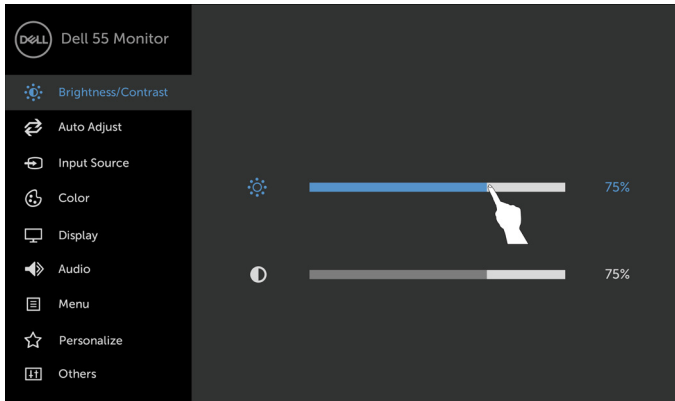 DELL
Dell 55 Monitor
Brightness/Contrast
Auto Adjust
Input Source
Color
Display
Audio
Menu
Personalize
Others
75%
75%